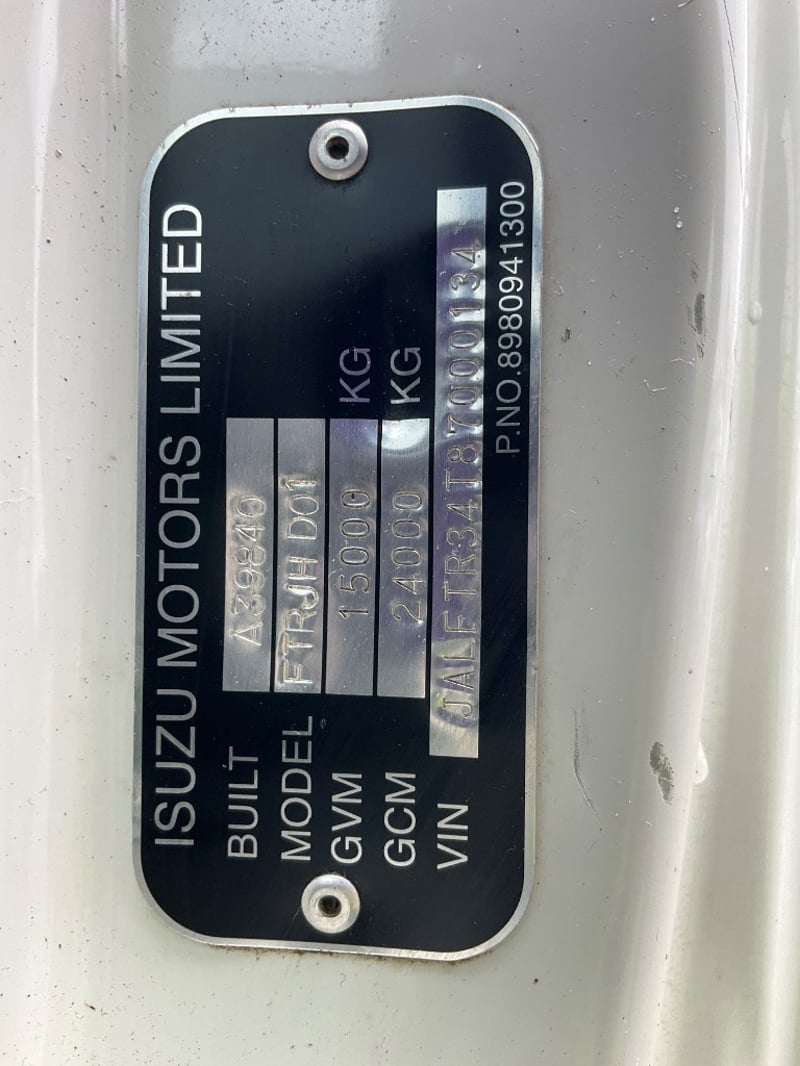 ISUZU MOTORS LIMITED
BUILT A39840
MODEL FTRJH D01
GVM 15000 KG
GCM 24000 KG
VIN JALFTR34T87000134
P.NO.8980941300